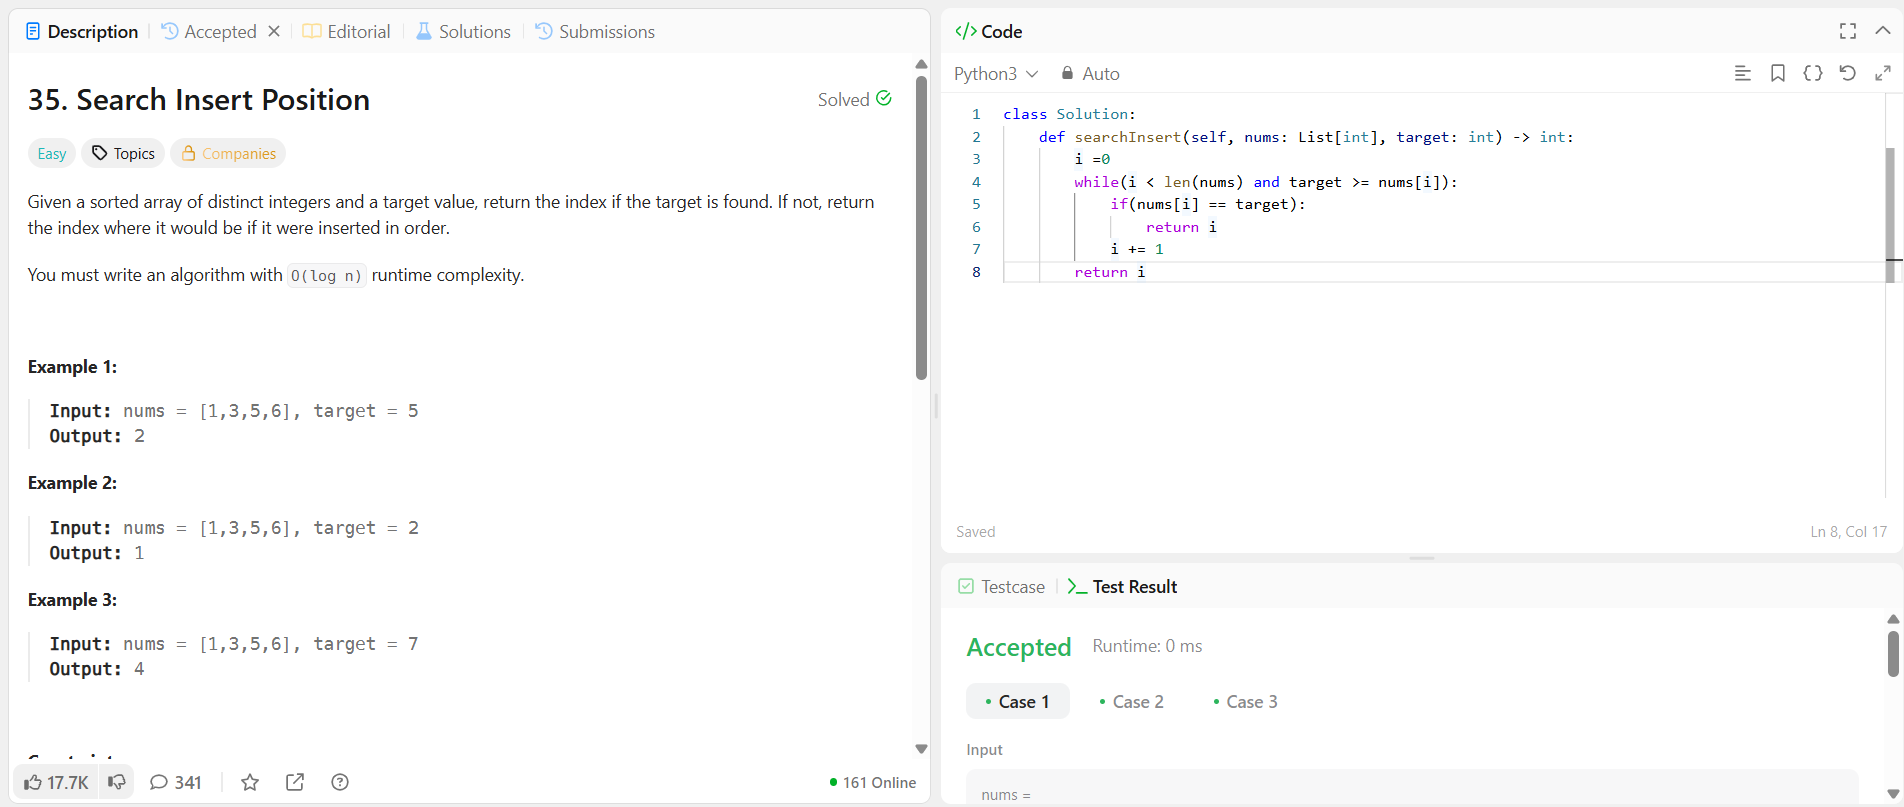 Description
Accepted
Editorial
Solutions
Submissions
35. Search Insert Position
Solved
Easy
Topics
Companies
Given a sorted array of distinct integers and a target value, return the index if the target is found. If not, return
the index where it would be if it were inserted in order.
You must write an algorithm with O(log n) runtime complexity.
Example 1:
Input: nums = [1,3,5,6], target = 5
Output: 2
Example 2:
Input: nums = [1,3,5,6], target = 2
Output: 1
Example 3:
Input: nums = [1,3,5,6], target = 7
Output: 4
17.7K
341
161 Online
</> Code
Python3
Auto
1 class Solution:
2     def searchInsert(self, nums: List[int], target: int) -> int:
3         i =0
4         while(i < len(nums) and target >= nums[i]):
5             if(nums[i] == target):
6                 return i
7             i += 1
8         return i
Saved
Ln 8, Col 17
Testcase
>_ Test Result
Accepted
Runtime: 0 ms
Case 1
Case 2
Case 3
Input
nums =